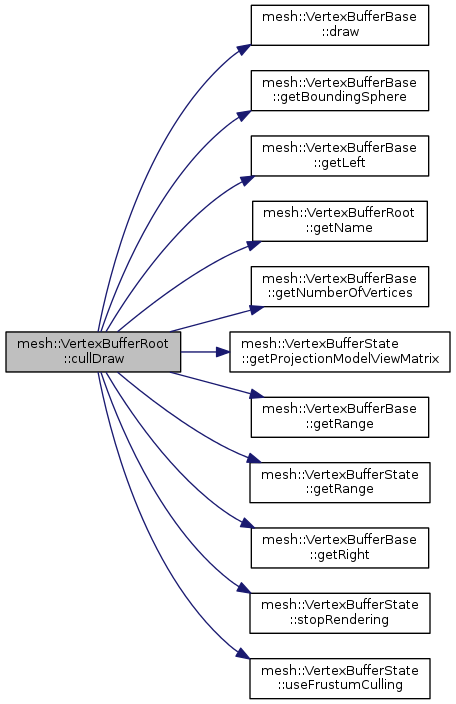 mesh::VertexBufferBase
::draw
mesh::VertexBufferBase
::getBoundingSphere
mesh::VertexBufferBase
::getLeft
mesh::VertexBufferRoot
::getName
mesh::VertexBufferBase
::getNumberOfVertices
mesh::VertexBufferRoot
::cullDraw
mesh::VertexBufferState
::getProjectionModelViewMatrix
mesh::VertexBufferBase
::getRange
mesh::VertexBufferState
::getRange
mesh::VertexBufferBase
::getRight
mesh::VertexBufferState
::stopRendering
mesh::VertexBufferState
::useFrustumCulling